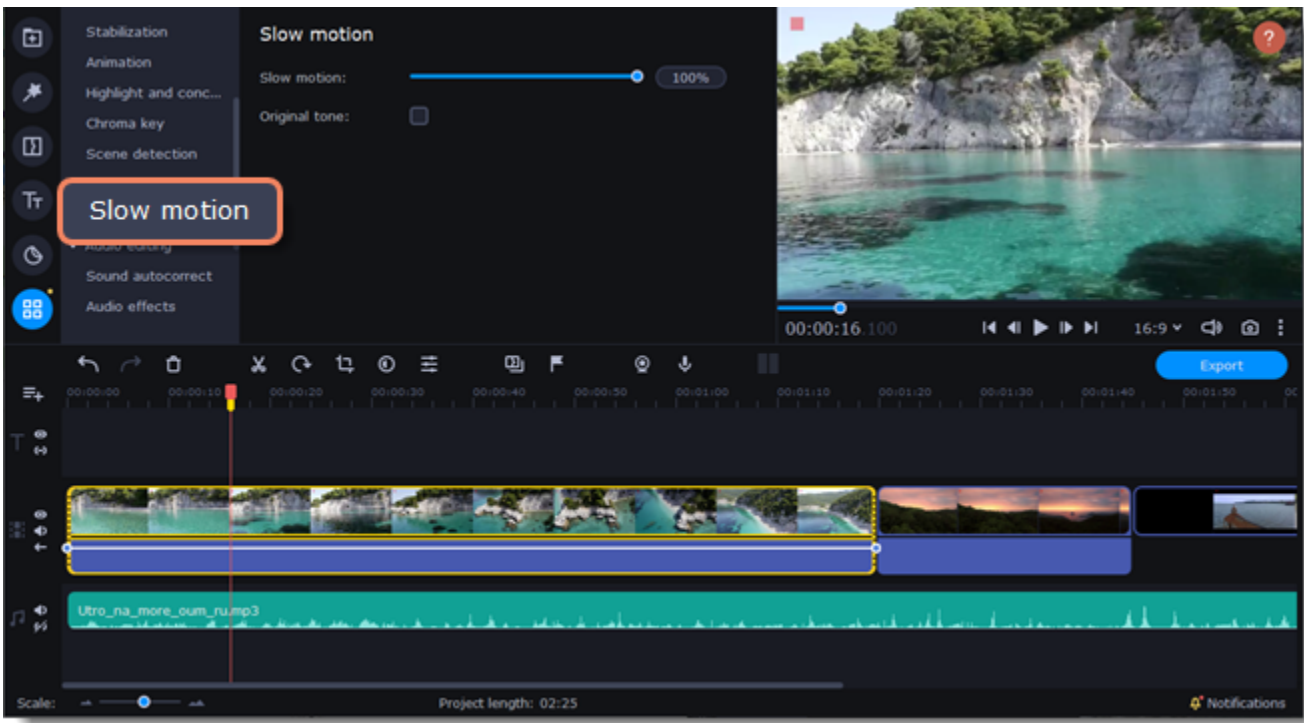 Stabilization
Animation
Highlight and conc...
Chroma key
Scene detection
Slow motion
Audio editing
Sound autocorrect
Audio effects
Slow motion
Slow motion:
100%
Original tone:
?
00:00:16.100
16:9
Export
00:00:00 00:00:10 00:00:20 00:00:30 00:00:40 00:00:50 00:01:00 00:01:10 00:01:20 00:01:30 00:01:40 00:01:50
Utro_na_more_oum_ru.mp3
Scale:
Project length: 02:25
Notifications